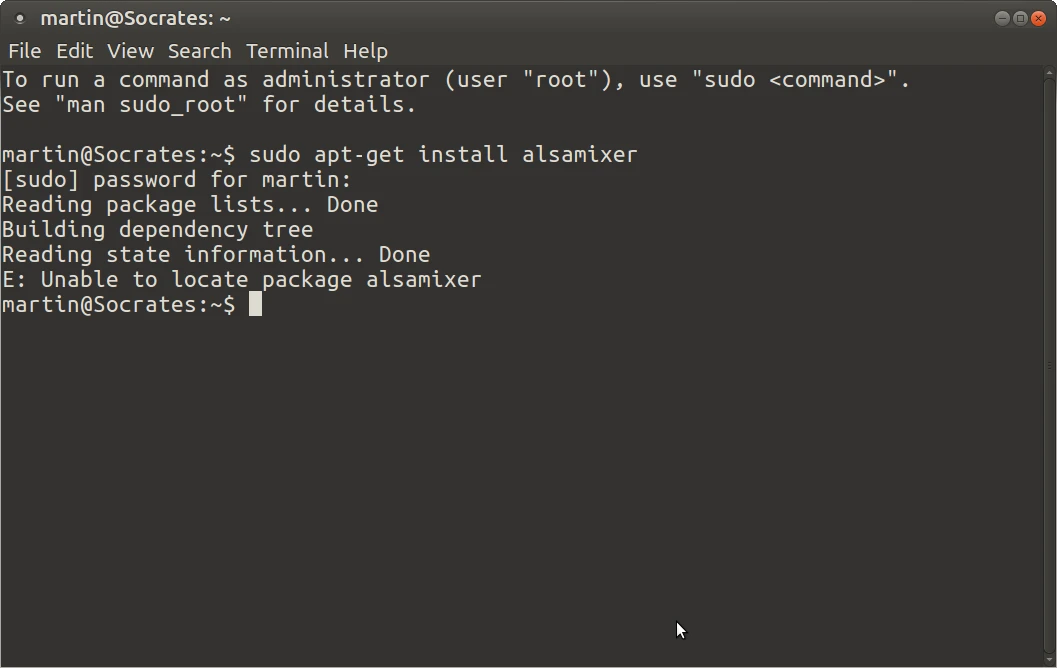 martin@Socrates: ~
File Edit View Search Terminal Help
To run a command as administrator (user "root"), use "sudo <command>".
See "man sudo_root" for details.
martin@Socrates:~$ sudo apt-get install alsamixer
[sudo] password for martin:
Reading package lists... Done
Building dependency tree
Reading state information... Done
E: Unable to locate package alsamixer
martin@Socrates:~$